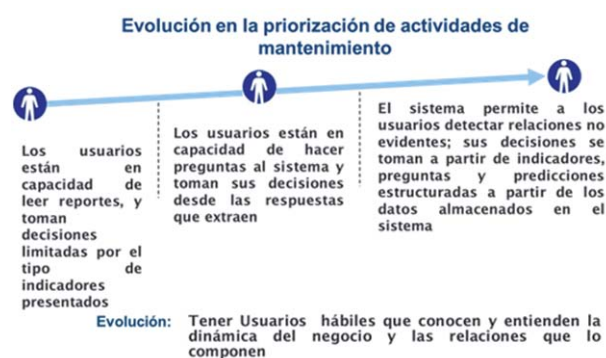 Evolución en la priorización de actividades de
mantenimiento
Los usuarios
están en
capacidad de
leer reportes, y
toman
decisiones
limitadas por el
tipo de
indicadores
presentados
Los usuarios están en
capacidad de hacer
preguntas al sistema y
toman sus decisiones
desde las respuestas
que extraen
El sistema permite a los
usuarios detectar relaciones no
evidentes; sus decisiones se
toman a partir de indicadores,
preguntas y predicciones
estructuradas a partir de los
datos almacenados en el
sistema
Evolución: Tener Usuarios hábiles que conocen y entienden la
dinámica del negocio y las relaciones que lo
componen